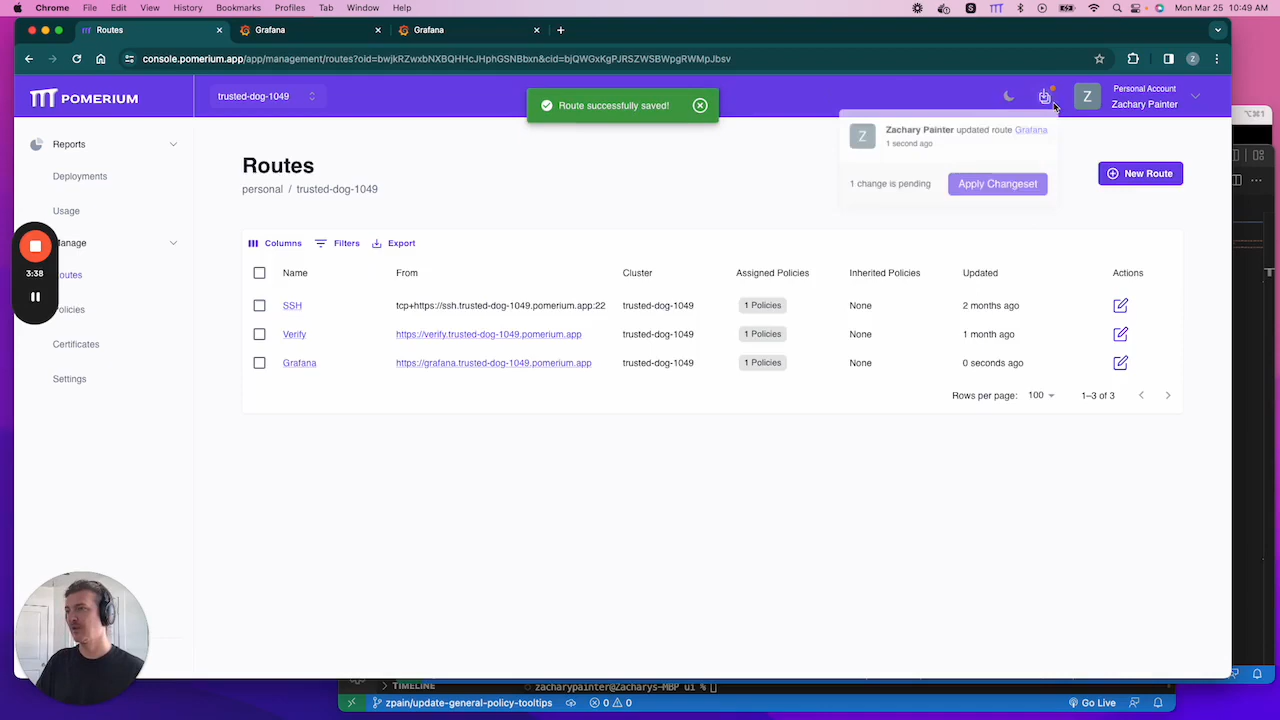 Chrome File Edit View History Bookmarks Profiles Tab Window Help Mon Mar 25 10:49 AM
Routes Grafana Grafana
console.pomerium.app/app/management/routes?oid=bwjkRZwxbNXBQHHcJHphGSNBbxn&cid=bjQWGxKgPJRSZWSBWpgRWMpJbsv
POMERIUM
trusted-dog-1049
Route successfully saved!
Z
Personal Account
Zachary Painter
⌥⌘1
Z
Zachary Painter updated route Grafana
1 second ago
1 change is pending
Apply Changeset
Reports
Deployments
Usage
Manage
outes
olicies
Certificates
Settings
3:38
Routes
personal / trusted-dog-1049
New Route
Columns Filters Export
Name From Cluster Assigned Policies Inherited Policies Updated Actions
SSH tcp+https://ssh.trusted-dog-1049.pomerium.app:22 trusted-dog-1049 1 Policies None 2 months ago
Verify https://verify.trusted-dog-1049.pomerium.app trusted-dog-1049 1 Policies None 1 month ago
Grafana https://grafana.trusted-dog-1049.pomerium.app trusted-dog-1049 1 Policies None 0 seconds ago
Rows per page: 100 1–3 of 3
TIMELINE
zacharypainter@Zacharys-MBP ui %
zpain/update-general-policy-tooltips 0 0 Go Live